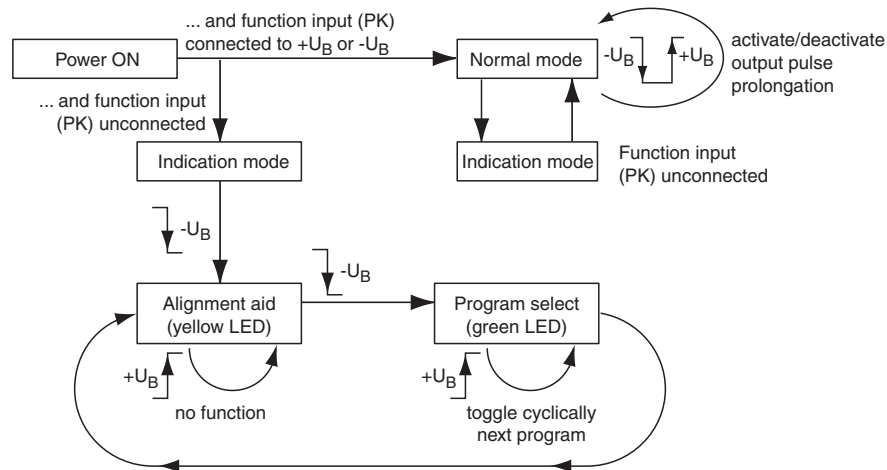 ... and function input (PK)
connected to +UB or -UB
Power ON
Normal mode
-UB
+UB
activate/deactivate
output pulse
prolongation
... and function input
(PK) unconnected
Indication mode
Indication mode
Function input
(PK) unconnected
-UB
-UB
Alignment aid
(yellow LED)
Program select
(green LED)
+UB
no function
+UB
toggle cyclically
next program